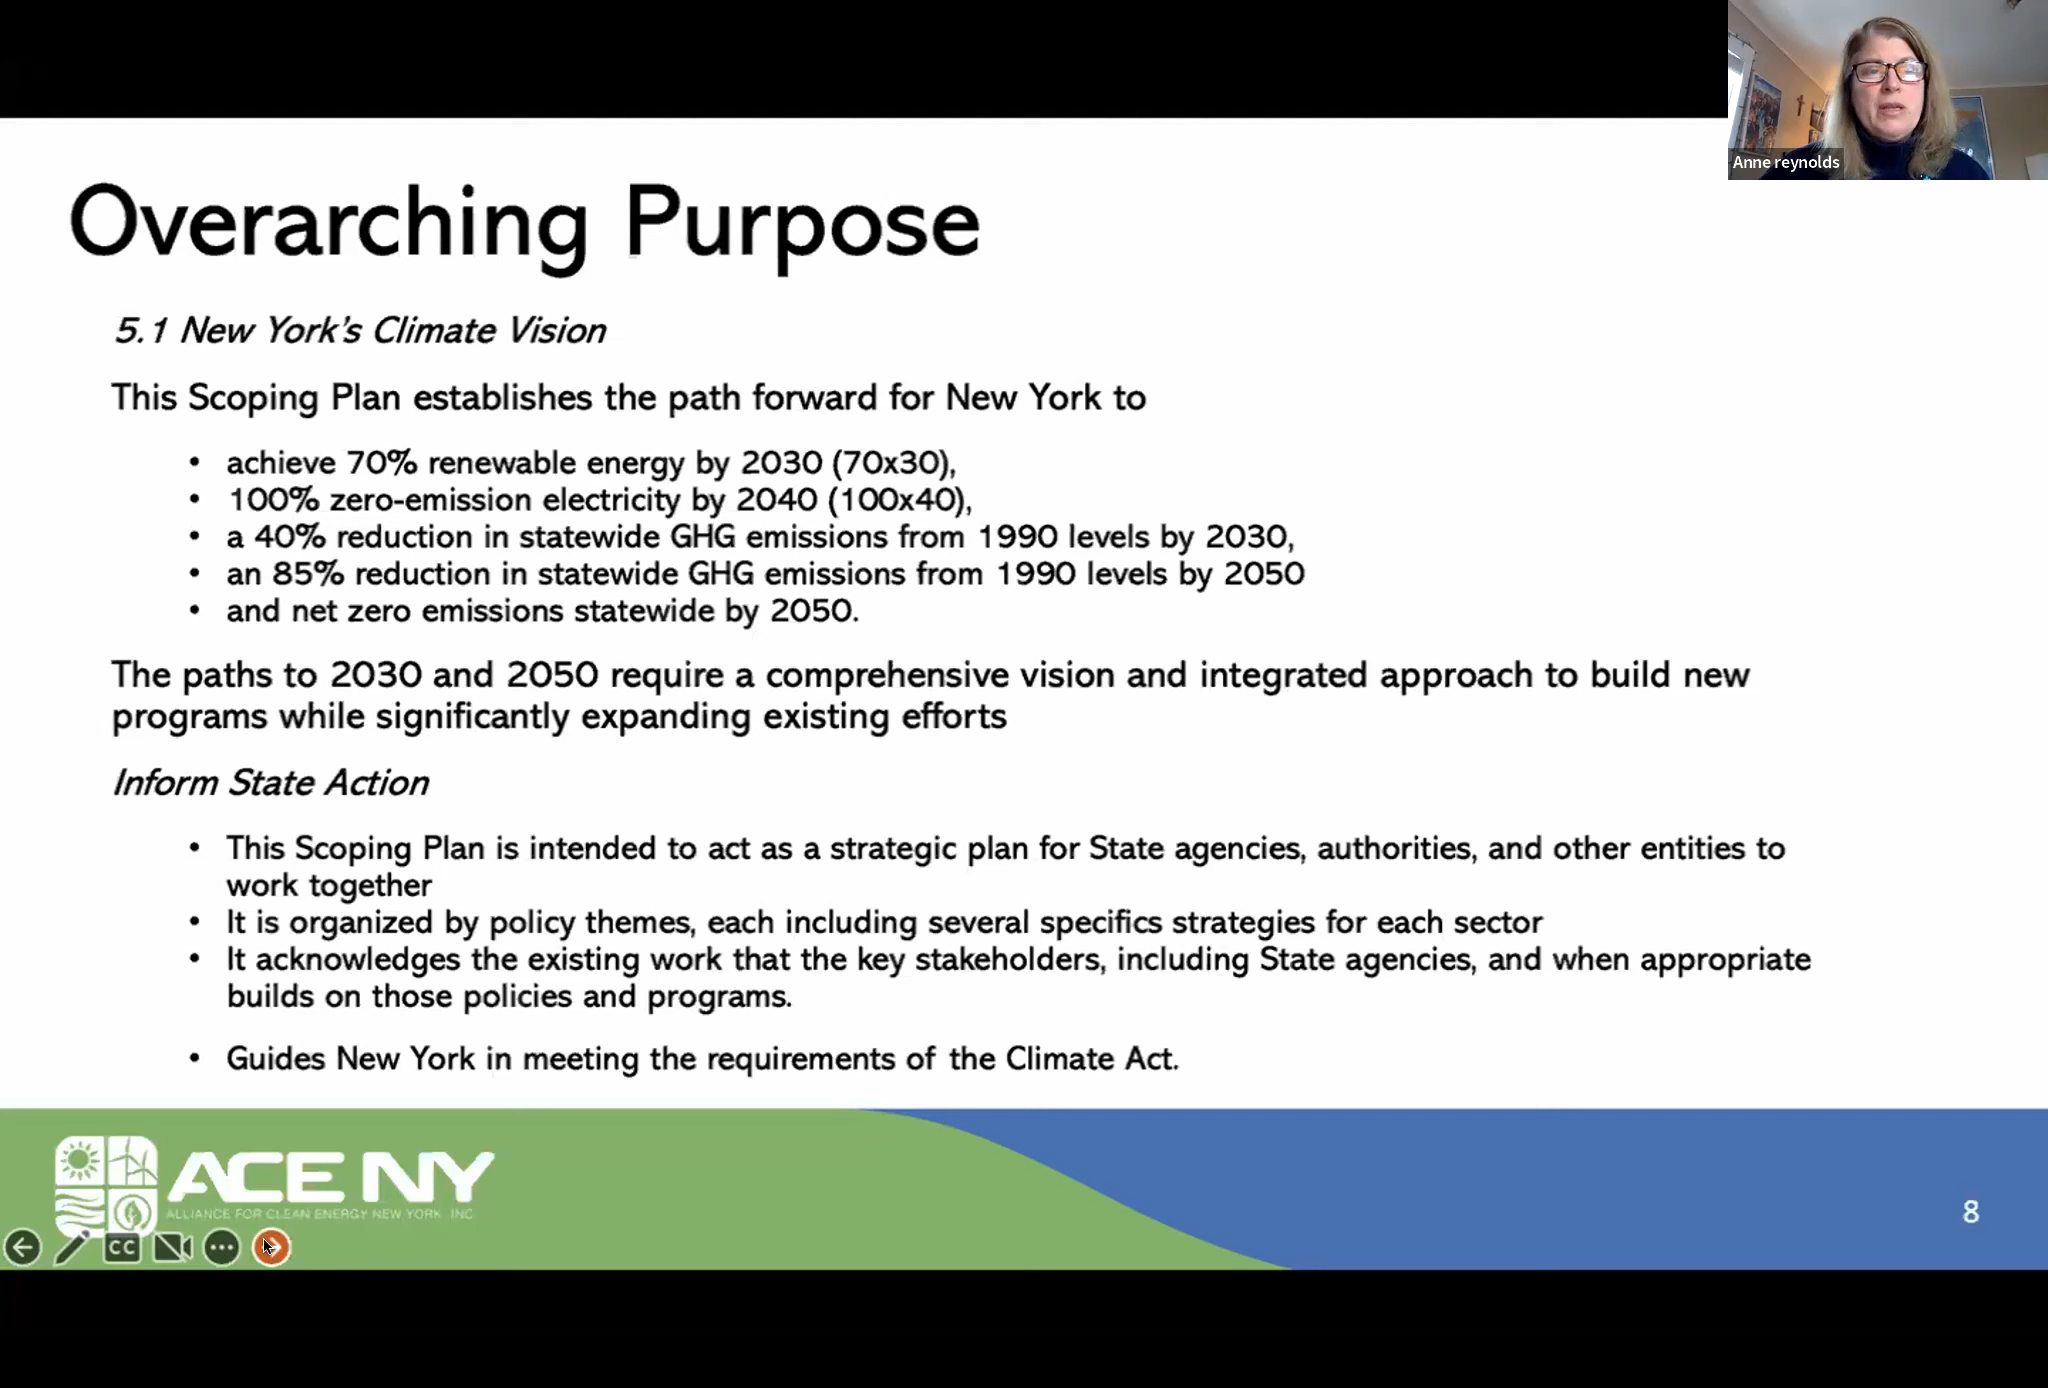 Anne reynolds
Overarching Purpose
5.1 New York's Climate Vision
This Scoping Plan establishes the path forward for New York to
• achieve 70% renewable energy by 2030 (70x30),
• 100% zero-emission electricity by 2040 (100x40),
• a 40% reduction in statewide GHG emissions from 1990 levels by 2030,
• an 85% reduction in statewide GHG emissions from 1990 levels by 2050
• and net zero emissions statewide by 2050.
The paths to 2030 and 2050 require a comprehensive vision and integrated approach to build new
programs while significantly expanding existing efforts
Inform State Action
• This Scoping Plan is intended to act as a strategic plan for State agencies, authorities, and other entities to
work together
• It is organized by policy themes, each including several specifics strategies for each sector
• It acknowledges the existing work that the key stakeholders, including State agencies, and when appropriate
builds on those policies and programs.
• Guides New York in meeting the requirements of the Climate Act.
ACE NY
ALLIANCE FOR CLEAN ENERGY NEW YORK, INC.
8
CC